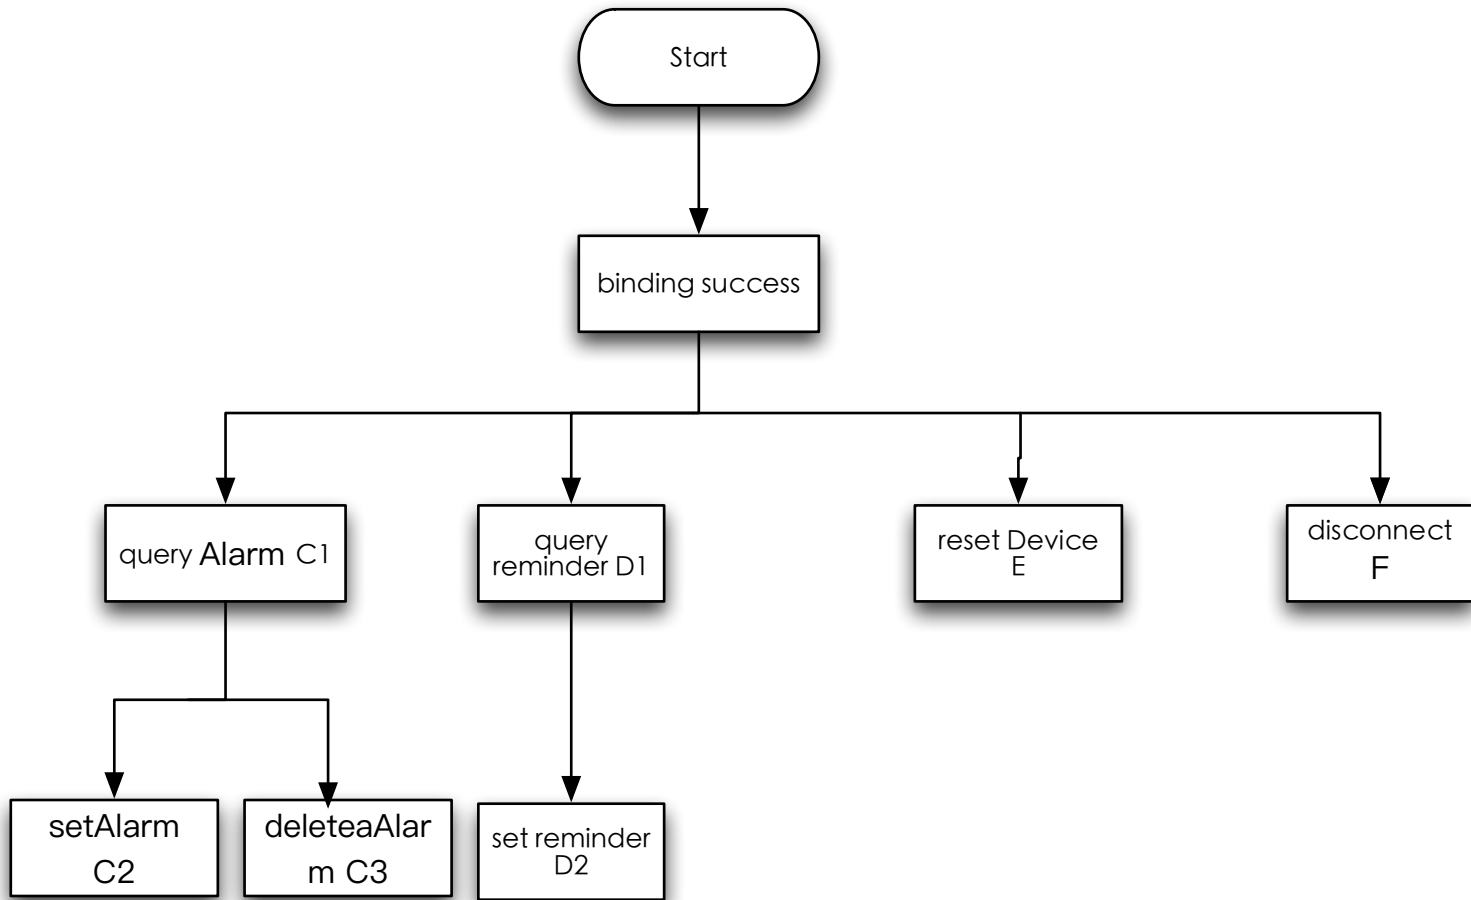 Start
binding success
query Alarm C1
query
reminder D1
reset Device
E
disconnect
F
setAlarm
C2
deleteaAlar
m C3
set reminder
D2